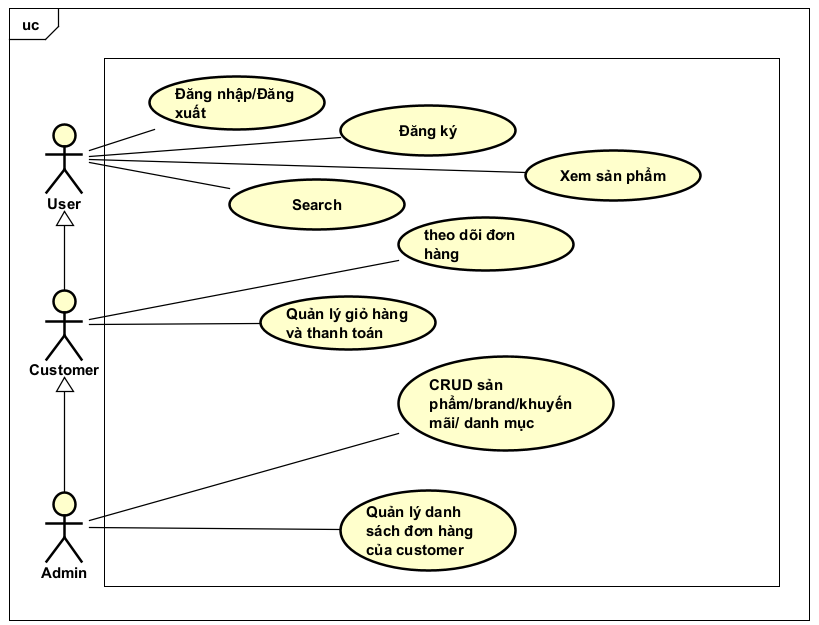 uc
Đăng nhập/Đăng
xuất
Đăng ký
Xem sản phẩm
User
Search
theo dõi đơn
hàng
Quản lý giỏ hàng
và thanh toán
Customer
CRUD sản
phẩm/brand/khuyến
mãi/ danh mục
Quản lý danh
sách đơn hàng
của customer
Admin